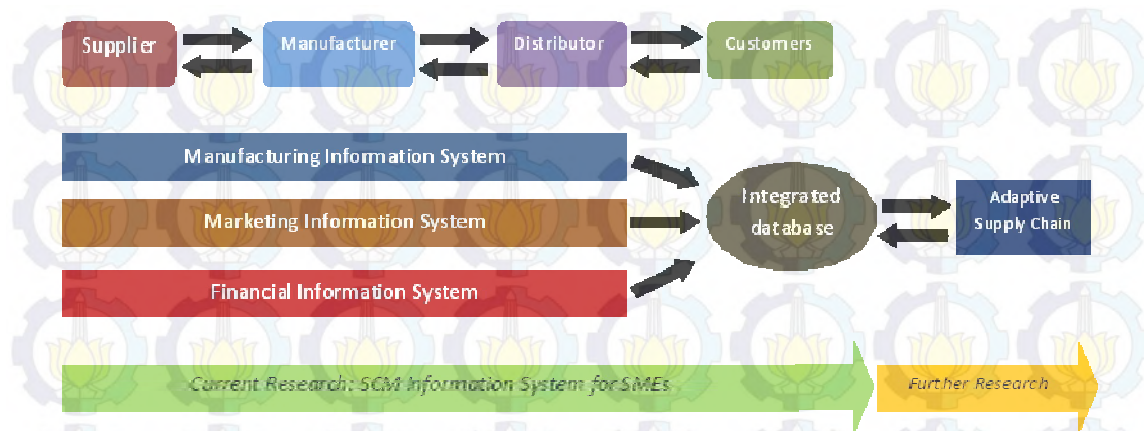 Supplier
Manufacturer
Distributor
Customers
Manufacturing Information System
Marketing Information System
Financial Information System
Integrated
database
Adaptive
Supply Chain
Current Research: SCM Information System for SMEs
Further Research